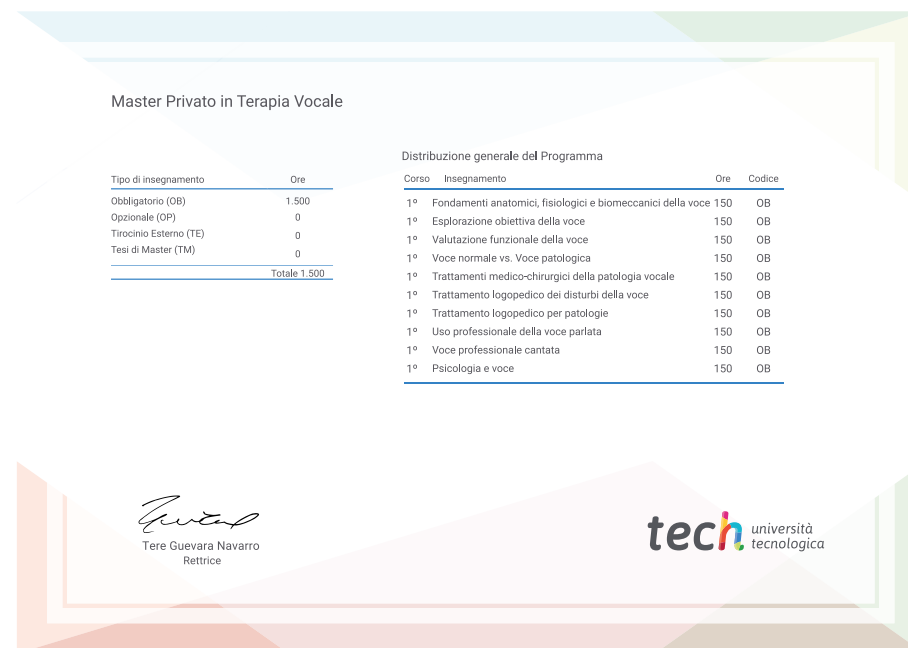 Master Privato in Terapia Vocale
Tipo di insegnamento Ore
Obbligatorio (OB) 1.500
Opzionale (OP) 0
Tirocinio Esterno (TE) 0
Tesi di Master (TM) 0
Totale 1.500
Distribuzione generale del Programma
Corso Insegnamento Ore Codice
1º Fondamenti anatomici, fisiologici e biomeccanici della voce 150 OB
1º Esplorazione obiettiva della voce 150 OB
1º Valutazione funzionale della voce 150 OB
1º Voce normale vs. Voce patologica 150 OB
1º Trattamenti medico-chirurgici della patologia vocale 150 OB
1º Trattamento logopedico dei disturbi della voce 150 OB
1º Trattamento logopedico per patologie 150 OB
1º Uso professionale della voce parlata 150 OB
1º Voce professionale cantata 150 OB
1º Psicologia e voce 150 OB
Tere Guevara Navarro
Rettrice
tech università
tecnologica